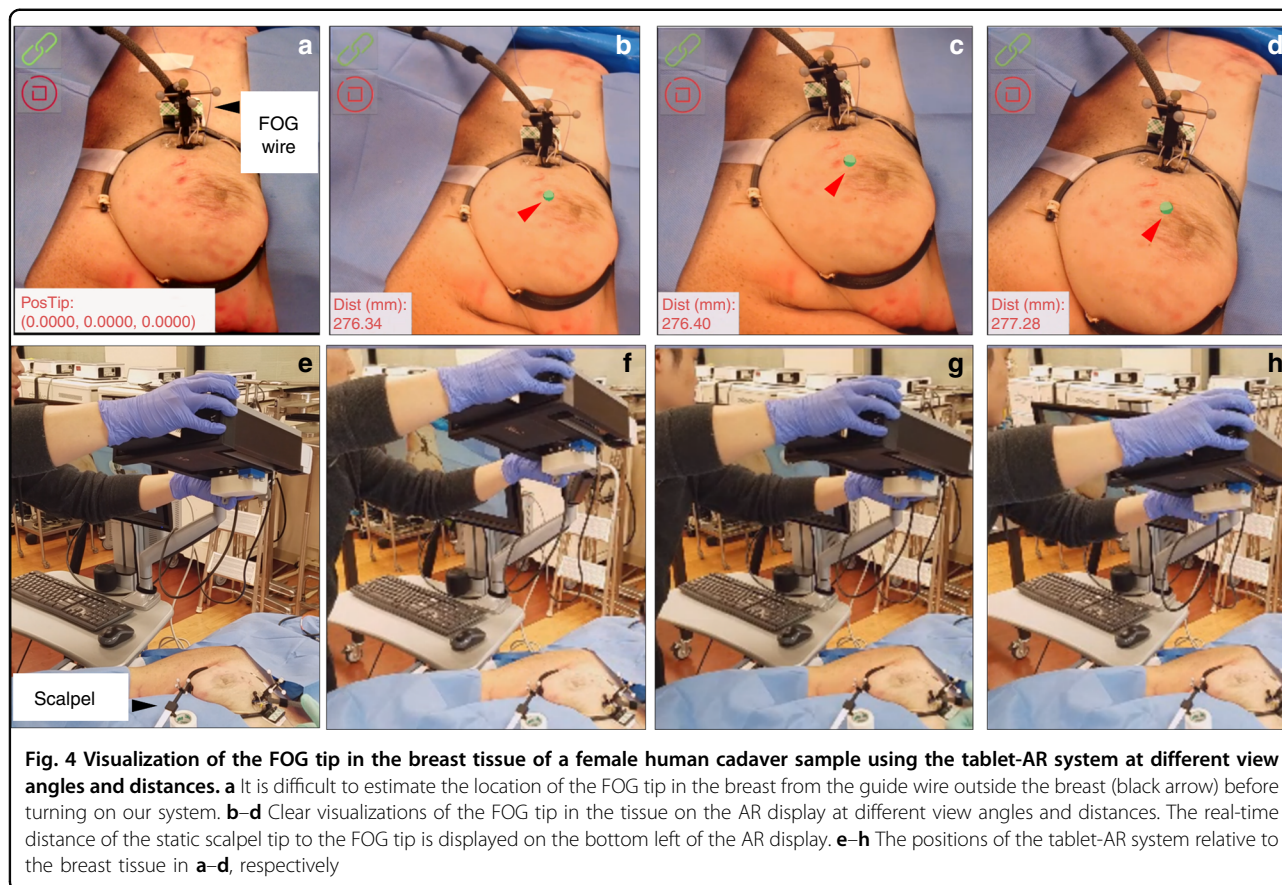 a
FOG
wire
PosTip:
(0.0000, 0.0000, 0.0000)
b
Dist (mm):
276.34
c
Dist (mm):
276.40
d
Dist (mm):
277.28
e
Scalpel
f
g
h
Fig. 4 Visualization of the FOG tip in the breast tissue of a female human cadaver sample using the tablet-AR system at different view
angles and distances. a It is difficult to estimate the location of the FOG tip in the breast from the guide wire outside the breast (black arrow) before
turning on our system. b–d Clear visualizations of the FOG tip in the tissue on the AR display at different view angles and distances. The real-time
distance of the static scalpel tip to the FOG tip is displayed on the bottom left of the AR display. e–h The positions of the tablet-AR system relative to
the breast tissue in a–d, respectively